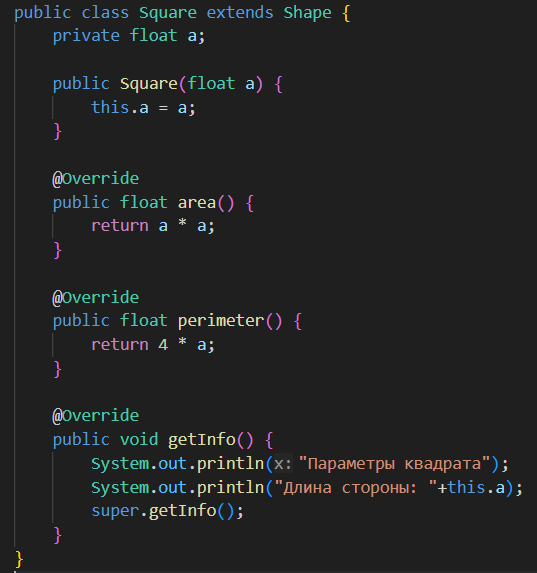 public class Square extends Shape {
    private float a;

    public Square(float a) {
        this.a = a;
    }

    @Override
    public float area() {
        return a * a;
    }

    @Override
    public float perimeter() {
        return 4 * a;
    }

    @Override
    public void getInfo() {
        System.out.println(x: "Параметры квадрата");
        System.out.println("Длина стороны: "+this.a);
        super.getInfo();
    }
}